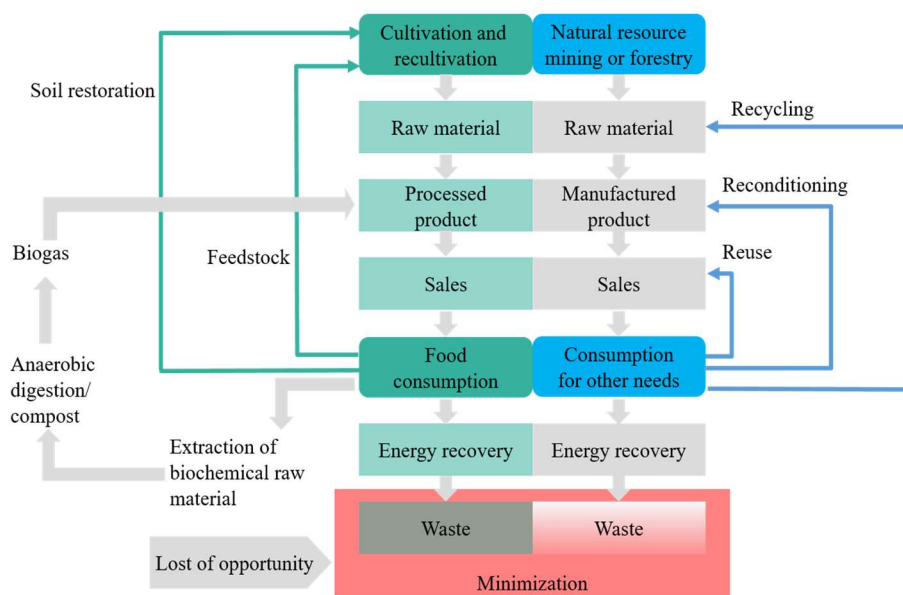 Cultivation and
recultivation
Natural resource
mining or forestry
Soil restoration
Raw material
Raw material
Recycling
Processed
product
Manufactured
product
Reconditioning
Biogas
Feedstock
Reuse
Sales
Sales
Anaerobic
digestion/
compost
Food
consumption
Consumption
for other needs
Extraction of
biochemical raw
material
Energy recovery
Energy recovery
Waste
Waste
Lost of opportunity
Minimization